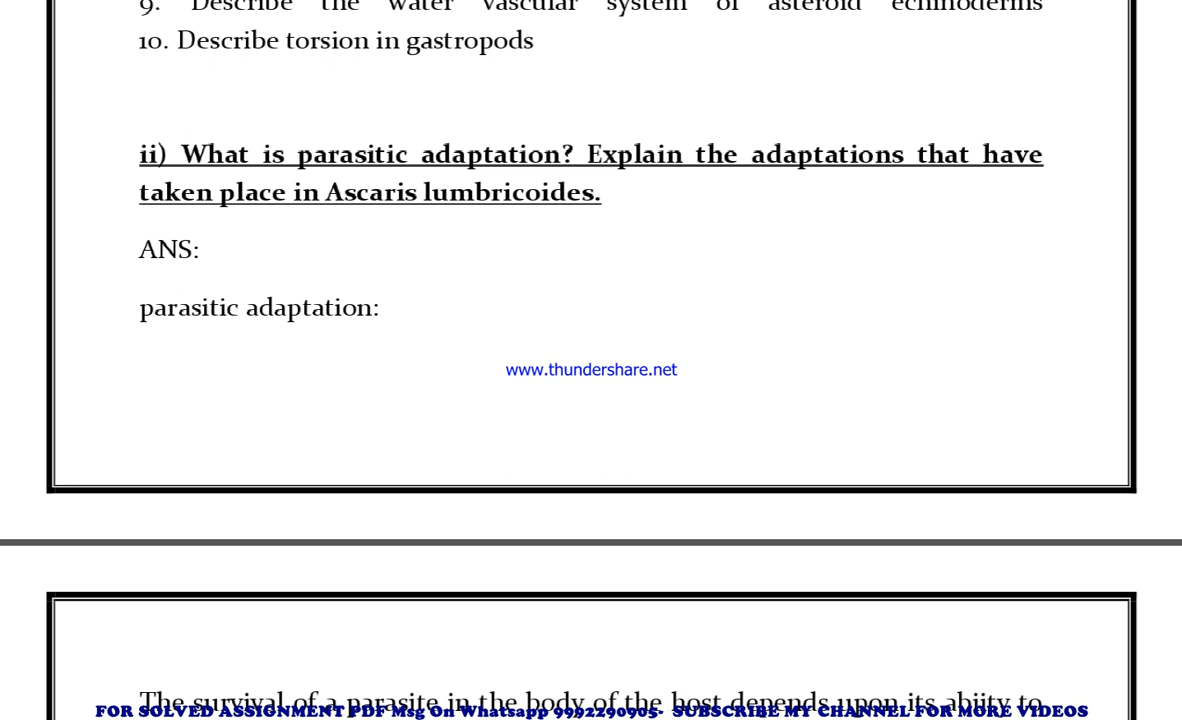 9. Describe the water vascular system of asteroid echinoderms
10. Describe torsion in gastropods
ii) What is parasitic adaptation? Explain the adaptations that have
taken place in Ascaris lumbricoides.
ANS:
parasitic adaptation:
www.thundershare.net
The survival of a parasite in the body of the host depends upon its abiity to
FOR SOLVED ASSIGNMENT PDF Msg On Whatsapp 9992290905- SUBSCRIBE MY CHANNEL FOR MORE VIDEOS